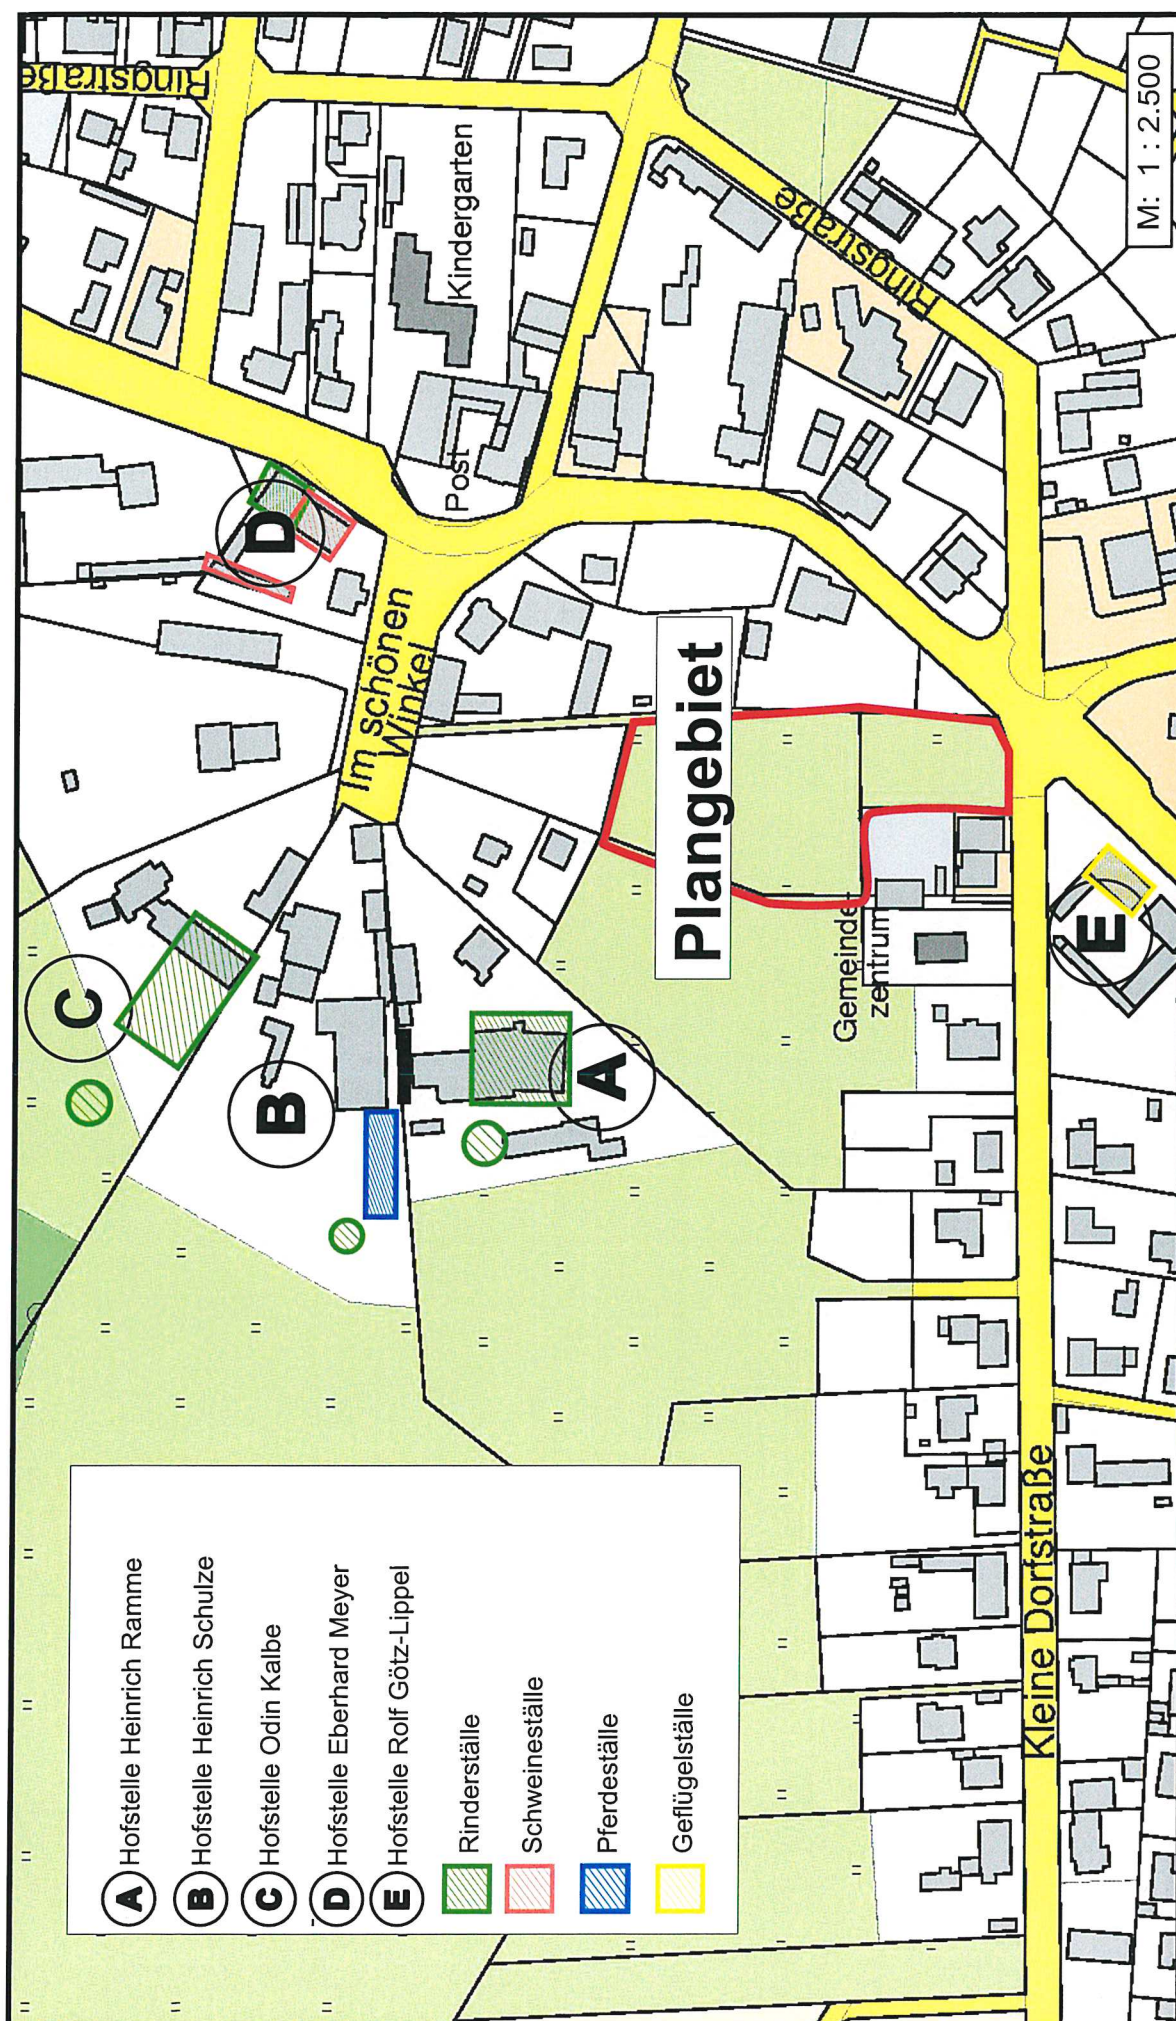 Ringstraße
Kindergarten
Post
Ringstraße
D
Im schönen
Winkel
Plangebiet
C
B
A
Gemeinde-
zentrum
E
Kleine Dorfstraße
M: 1 : 2.500
A Hofstelle Heinrich Ramme
B Hofstelle Heinrich Schulze
C Hofstelle Odin Kalbe
D Hofstelle Eberhard Meyer
E Hofstelle Rolf Götz-Lippel
Rinderställe
Schweineställe
Pferdeställe
Geflügelställe